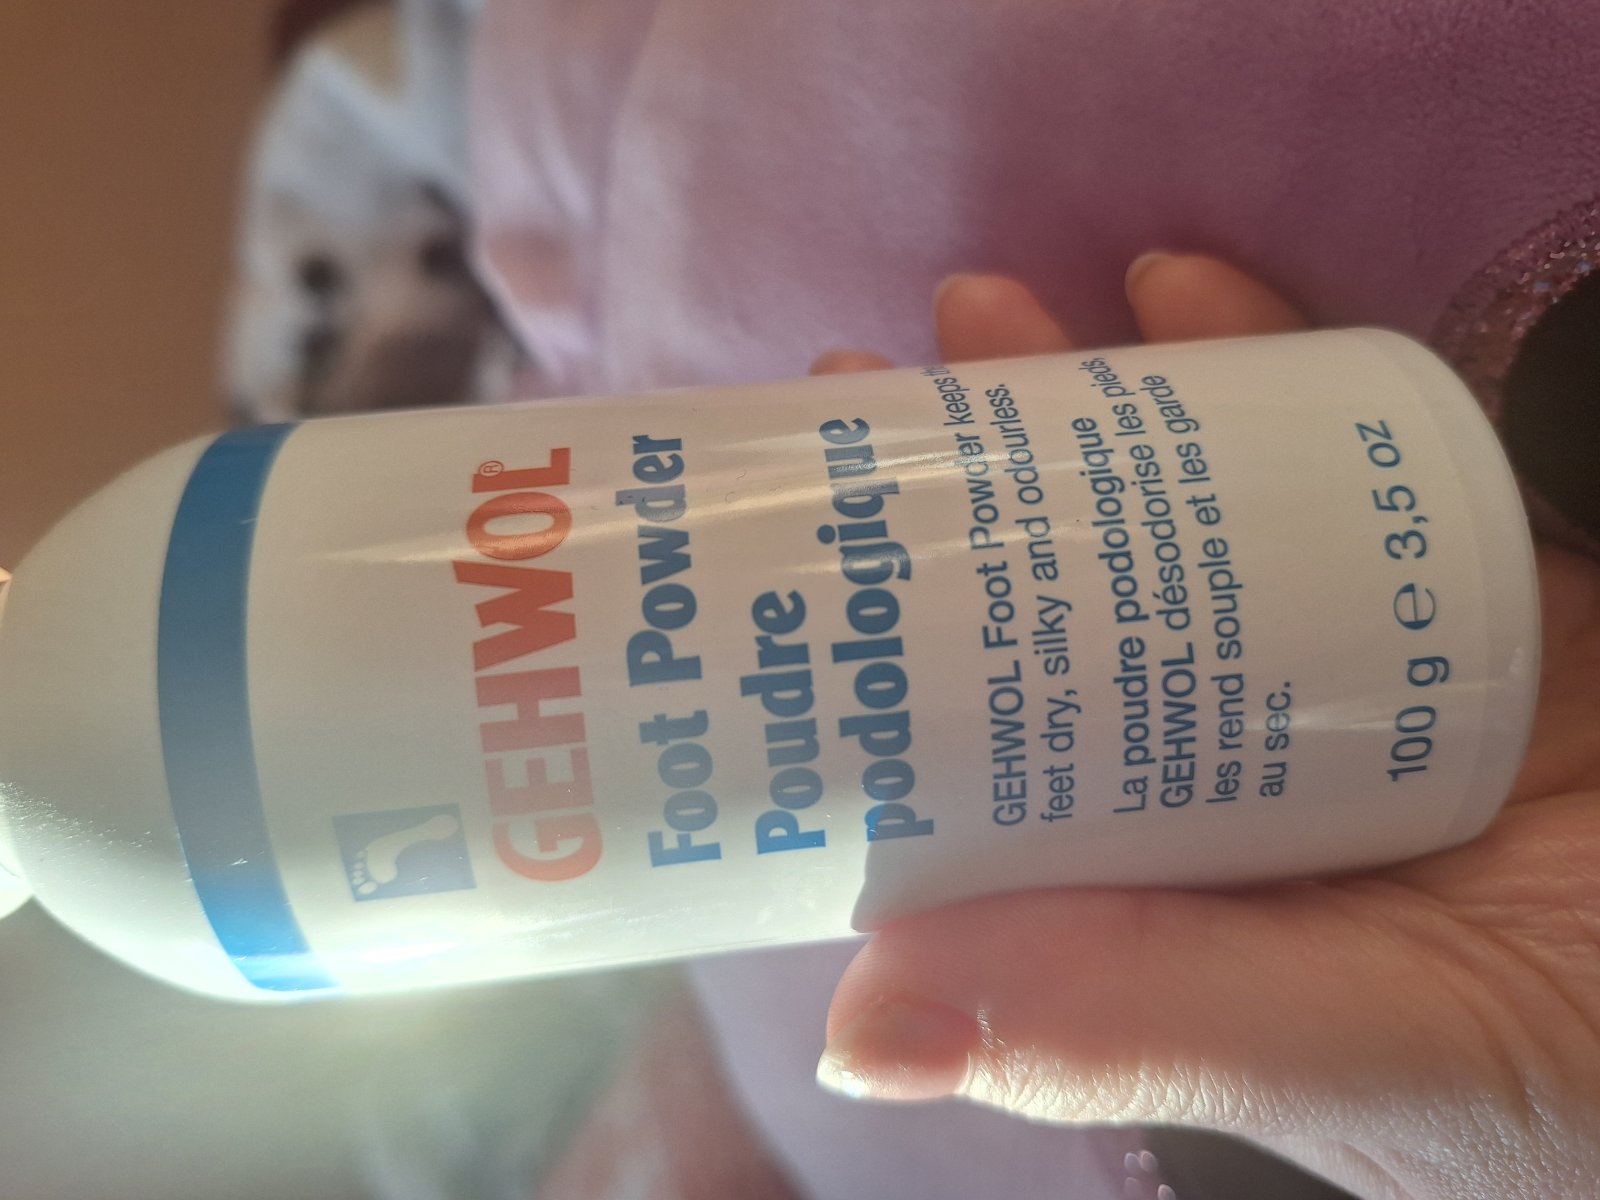 GEHWOL®
Foot Powder
Poudre
podologique
GEHWOL Foot Powder keeps
feet dry, silky and odourless.
La poudre podologique
GEHWOL désodorise les pieds,
les rend souple et les garde
au sec.
100 g ℮ 3,5 oz